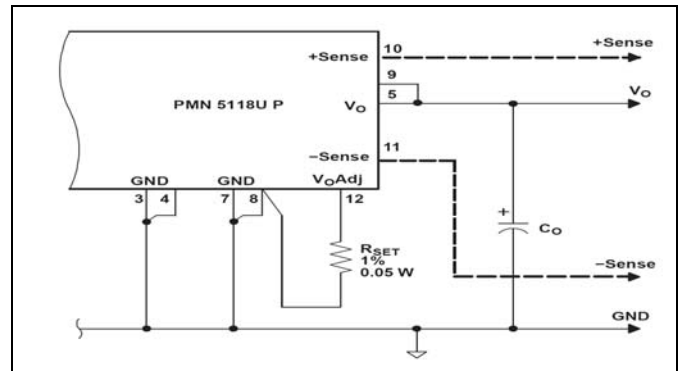 +Sense
10
+Sense
9
PMN 5118U P
VO
5
VO
11
−Sense
GND
GND
VOAdj
3
4
7
8
12
+
CO
RSET
1%
0.05 W
−Sense
GND